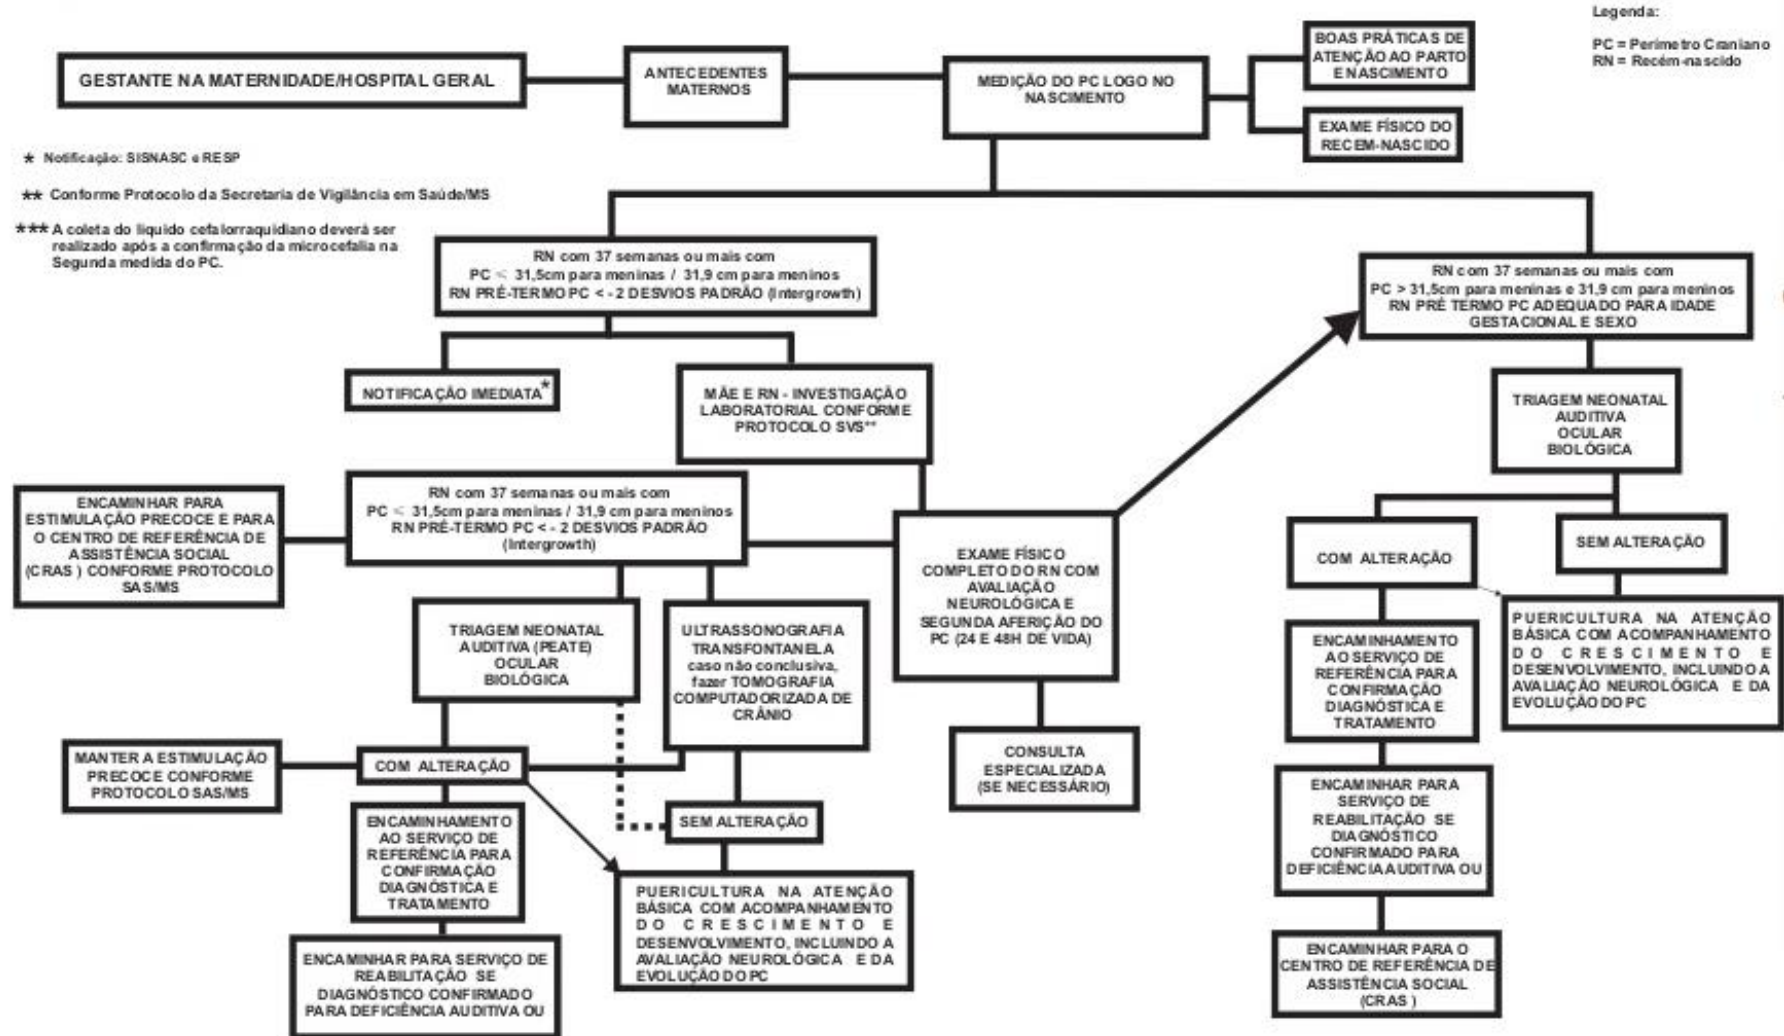 Legenda:
PC = Perímetro Craniano
RN = Recém-nascido
GESTANTE NA MATERNIDADE/HOSPITAL GERAL
ANTECEDENTES
MATERNOS
MEDIÇÃO DO PC LOGO NO
NASCIMENTO
BOAS PRÁTICAS DE
ATENÇÃO AO PARTO
E NASCIMENTO
EXAME FÍSICO DO
RECEM-NASCIDO
* Notificação: SISNASC e RESP
** Conforme Protocolo da Secretaria de Vigilância em Saúde/MS
*** A coleta do liquido cefalorraquidiano deverá ser
realizado após a confirmação da microcefalia na
Segunda medida do PC.
RN com 37 semanas ou mais com
PC < 31,5cm para meninas / 31,9 cm para meninos
RN PRÉ-TERMO PC < - 2 DESVIOS PADRÃO (Intergrowth)
RN com 37 semanas ou mais com
PC > 31,5cm para meninas e 31,9 cm para meninos
RN PRÉ TERMO PC ADEQUADO PARA IDADE
GESTACIONAL E SEXO
NOTIFICAÇÃO IMEDIATA*
MÃE E RN - INVESTIGAÇÃO
LABORATORIAL CONFORME
PROTOCOLO SVS**
TRIAGEM NEONATAL
AUDITIVA
OCULAR
BIOLÓGICA
ENCAMINHAR PARA
ESTIMULAÇÃO PRECOCE E PARA
O CENTRO DE REFERÊNCIA DE
ASSISTÊNCIA SOCIAL
(CRAS ) CONFORME PROTOCOLO
SAS/MS
RN com 37 semanas ou mais com
PC < 31,5cm para meninas / 31,9 cm para meninos
RN PRÉ-TERMO PC < - 2 DESVIOS PADRÃO
(Intergrowth)
EXAME FÍSICO
COMPLETO DO RN COM
AVALIAÇÃO
NEUROLÓGICA E
SEGUNDA AFERIÇÃO DO
PC (24 E 48H DE VIDA)
COM ALTERAÇÃO
SEM ALTERAÇÃO
TRIAGEM NEONATAL
AUDITIVA (PEATE)
OCULAR
BIOLÓGICA
ULTRASSONOGRAFIA
TRANSFONTANELA
caso não conclusiva,
fazer TOMOGRAFIA
COMPUTADORIZADA DE
CRÂNIO
ENCAMINHAMENTO
AO SERVIÇO DE
REFERÊNCIA PARA
CONFIRMAÇÃO
DIAGNÓSTICA E
TRATAMENTO
PUERICULTURA NA ATENÇÃO
BÁSICA COM ACOMPANHAMENTO
DO CRESCIMENTO E
DESENVOLVIMENTO, INCLUINDO A
AVALIAÇÃO NEUROLÓGICA E DA
EVOLUÇÃO DO PC
MANTER A ESTIMULAÇÃO
PRECOCE CONFORME
PROTOCOLO SAS/MS
COM ALTERAÇÃO
CONSULTA
ESPECIALIZADA
(SE NECESSÁRIO)
ENCAMINHAR PARA
SERVIÇO DE
REABILITAÇÃO SE
DIAGNÓSTICO
CONFIRMADO PARA
DEFICIÊNCIA AUDITIVA OU
SEM ALTERAÇÃO
ENCAMINHAMENTO
AO SERVIÇO DE
REFERÊNCIA PARA
CONFIRMAÇÃO
DIAGNÓSTICA E
TRATAMENTO
PUERICULTURA NA ATENÇÃO
BÁSICA COM ACOMPANHAMENTO
DO CRESCIMENTO E
DESENVOLVIMENTO, INCLUINDO A
AVALIAÇÃO NEUROLÓGICA E DA
EVOLUÇÃO DO PC
ENCAMINHAR PARA SERVIÇO DE
REABILITAÇÃO SE
DIAGNÓSTICO CONFIRMADO
PARA DEFICIÊNCIA AUDITIVA OU
ENCAMINHAR PARA O
CENTRO DE REFERÊNCIA DE
ASSISTÊNCIA SOCIAL
(CRAS )